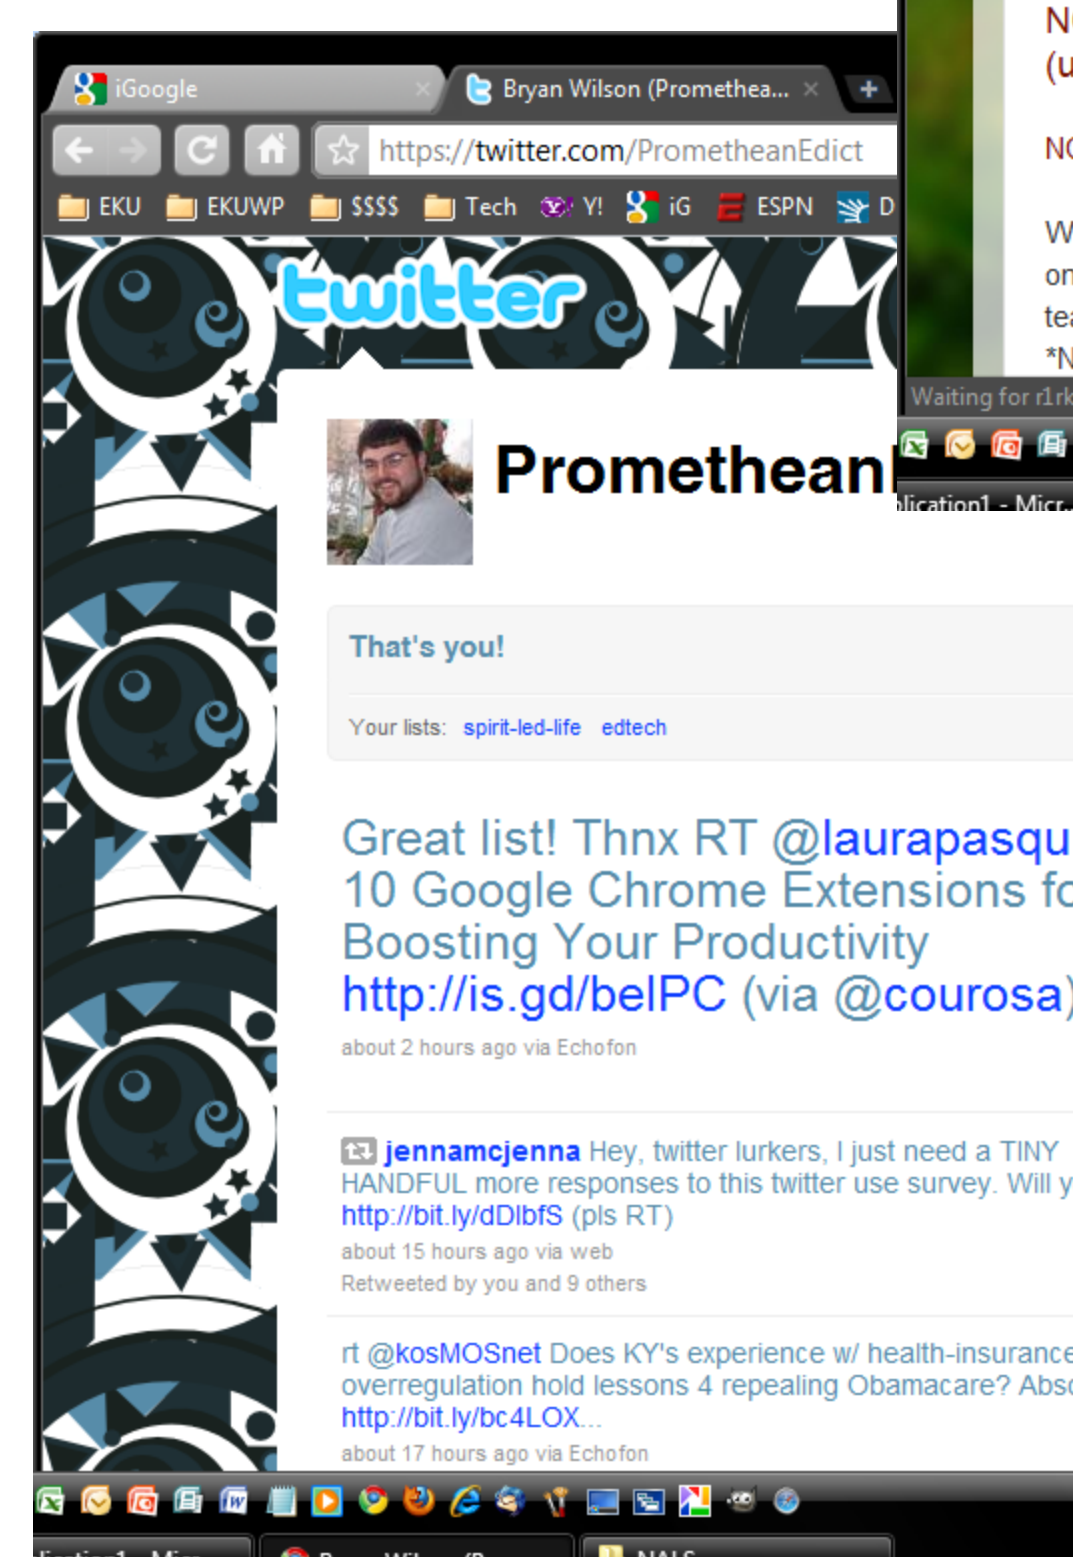 iGoogle
Bryan Wilson (Promethea...
https://twitter.com/PrometheanEdict
EKU EKUWP $$$$ Tech Y! iG ESPN D
twitter
That's you!
Your lists: spirit-led-life edtech
Great list! Thnx RT
10 Google Chrome Extensions
Boosting Your Productivity
http://is.gd/belPC (via @courosa)
about 2 hours ago via Echofon
jennamcjenna Hey, twitter lurkers, I just need a TINY
HANDFUL more responses to this twitter use survey. Will
http://bit.ly/dDlbfS (pls RT)
about 15 hours ago via web
Retweeted by you and 9 others
rt @kosMOSnet Does KY's experience w/ health-insurance
overregulation hold lessons 4 repealing Obamacare?
http://bit.ly/bc4LOX...
about 17 hours ago via Echofon
Waiting for
- Micr...